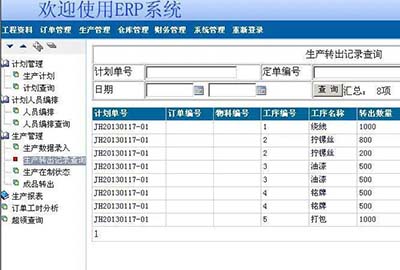 欢迎使用ERP系统
工程资料 订单管理 生产管理 仓库管理 财务管理 系统管理 重新登录
计划管理
生产计划
计划查询
计划人员编排
人员编排
人员编排查询
生产管理
生产数据录入
生产转出记录查询
生产在制状态
成品转出
生产报表
订单工时分析
超领查询
生产转出记录查询
计划单号 定单编号
日期 查 询 汇总: 8项
计划单号 订单编号 物料编号 工序编号 工序名称 转出数量
JH20130117-01 1 绕线 1000
JH20130117-01 2 拧镙丝 800
JH20130117-01 2 拧镙丝 200
JH20130117-01 3 油漆 500
JH20130117-01 3 油漆 500
JH20130117-01 4 铭牌 500
JH20130117-01 4 铭牌 500
JH20130117-01 5 打包 1000
1